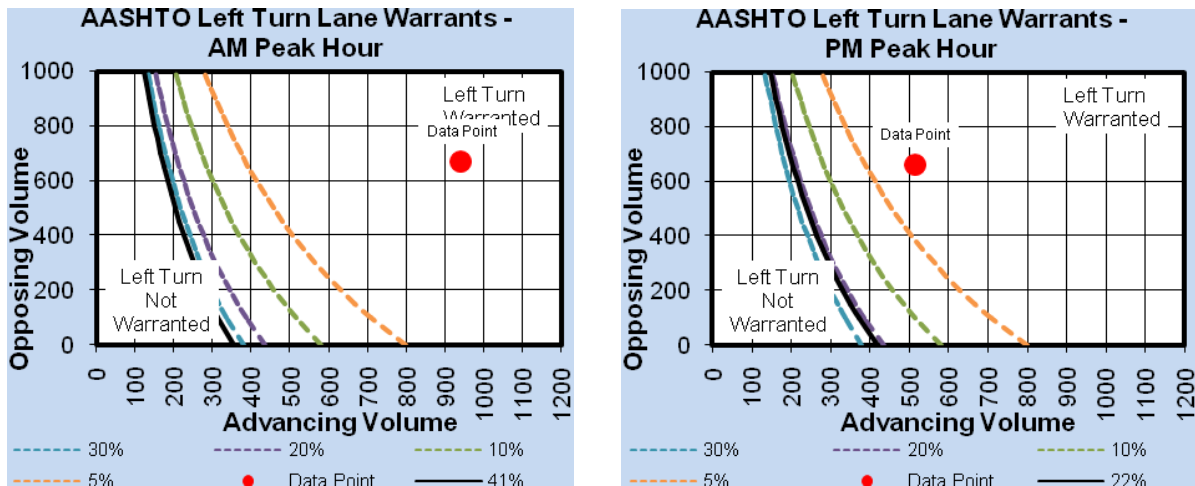 AASHTO Left Turn Lane Warrants -
AM Peak Hour
Opposing Volume
1000
800
600
400
200
0
Left Turn
Warranted
Data Point
Left Turn
Not
Warranted
0 100 200 300 400 500 600 700 800 900 1000 1100 1200
Advancing Volume
30% 20% 10%
5% Data Point 41%
AASHTO Left Turn Lane Warrants -
PM Peak Hour
Opposing Volume
1000
800
600
400
200
0
Left Turn
Warranted
Data Point
Left Turn
Not
Warranted
0 100 200 300 400 500 600 700 800 900 1000 1100 1200
Advancing Volume
30% 20% 10%
5% Data Point 22%